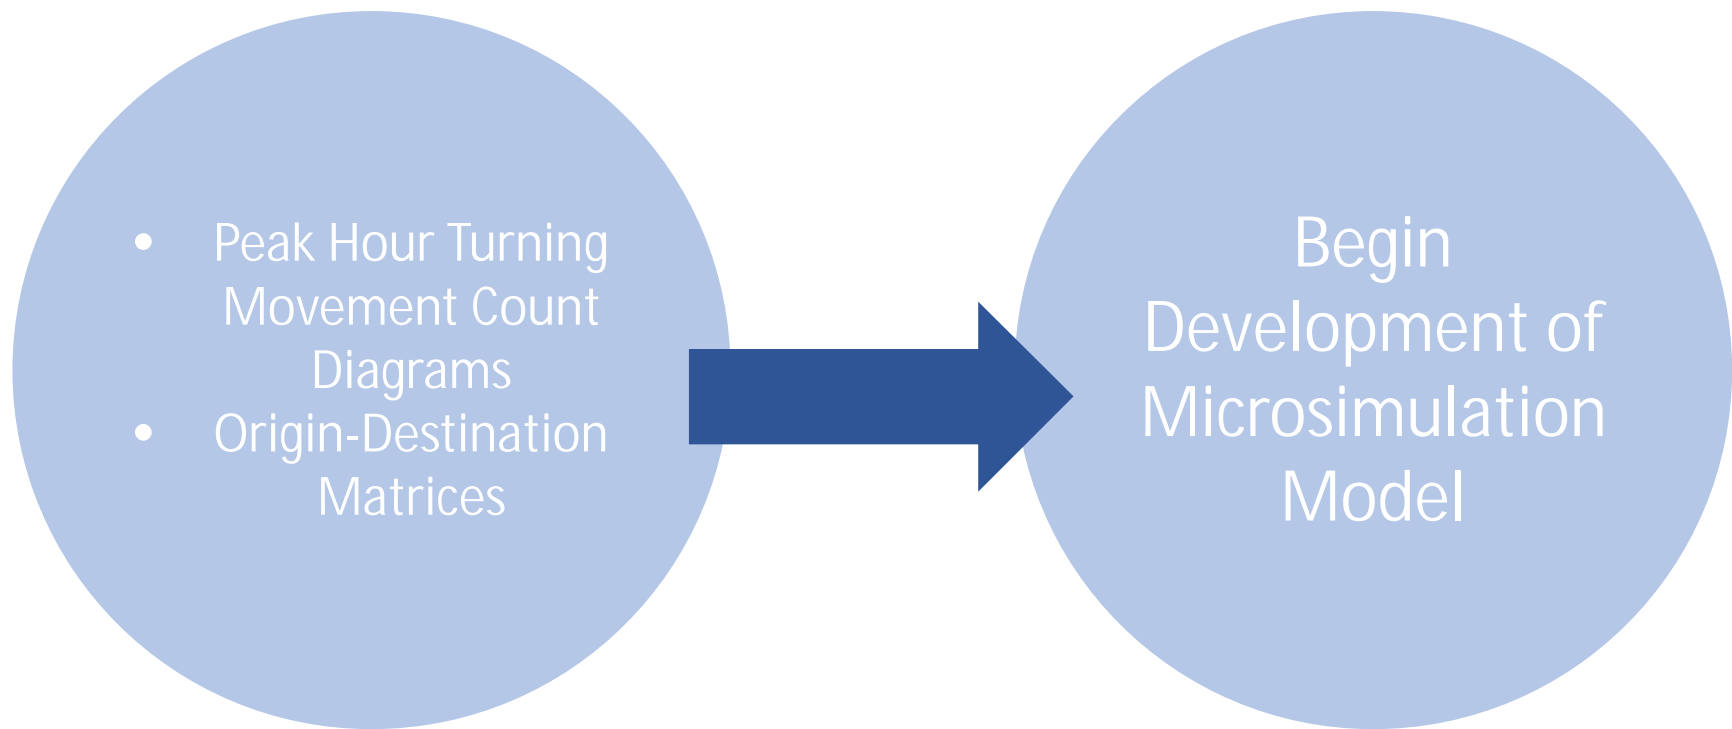 • Peak Hour Turning
Movement Count
Diagrams
• Origin-Destination
Matrices
Begin
Development of
Microsimulation
Model